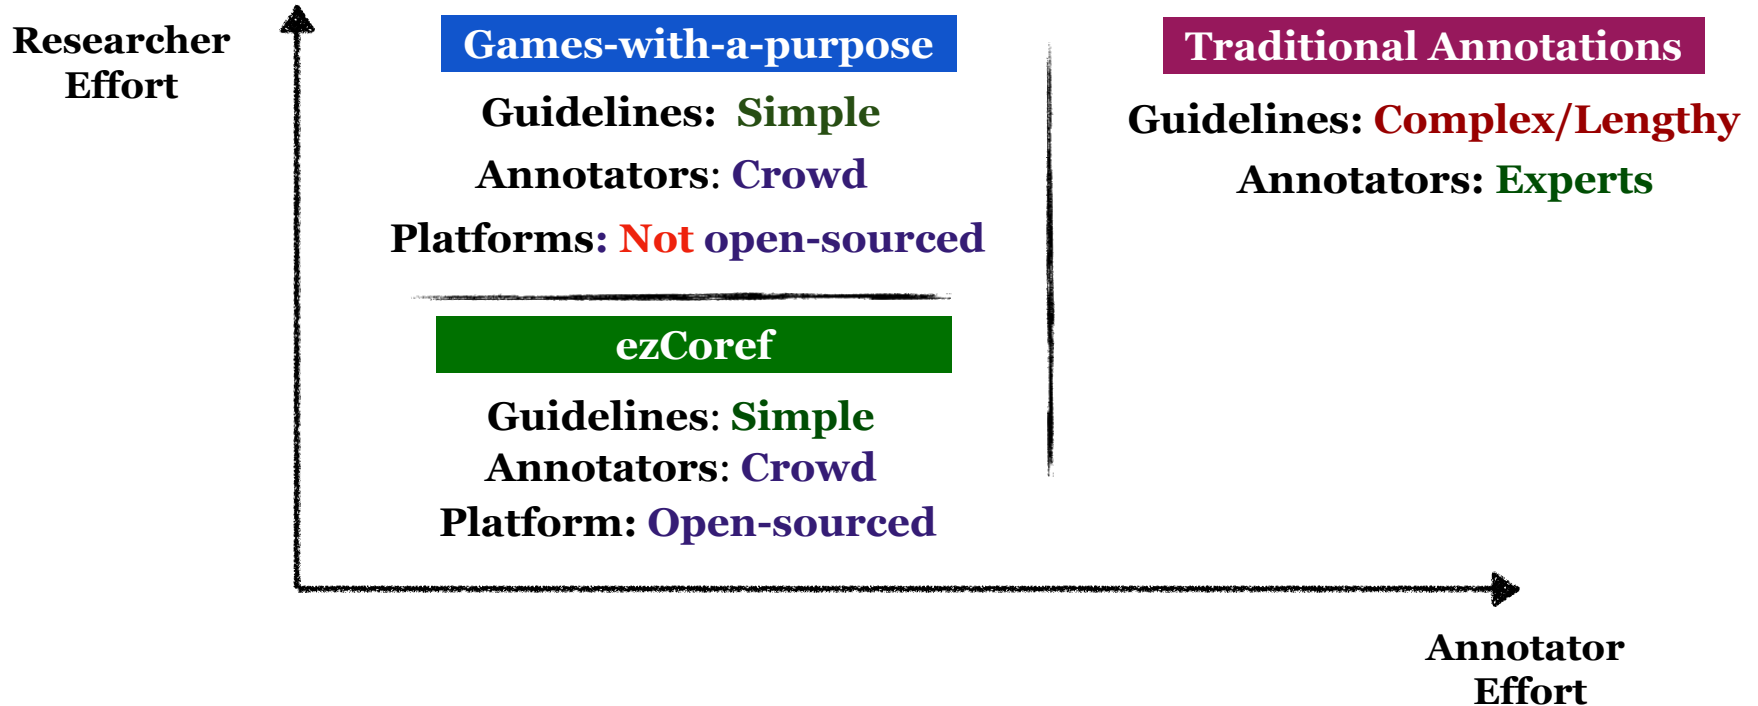 Researcher
Effort
Games-with-a-purpose
Guidelines: Simple
Annotators: Crowd
Platforms: Not open-sourced
Traditional Annotations
Guidelines: Complex/Lengthy
Annotators: Experts
ezCoref
Guidelines: Simple
Annotators: Crowd
Platform: Open-sourced
Annotator
Effort